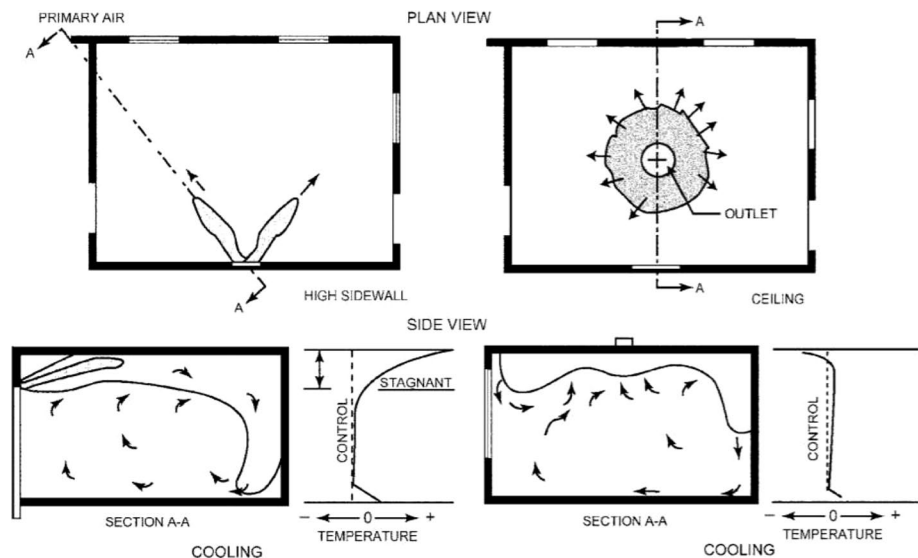 PRIMARY AIR
PLAN VIEW
A
A
A
OUTLET
A
HIGH SIDEWALL
CEILING
SIDE VIEW
STAGNANT
CONTROL
CONTROL
SECTION A-A
– 0 +
SECTION A-A
– 0 +
TEMPERATURE
TEMPERATURE
COOLING
COOLING